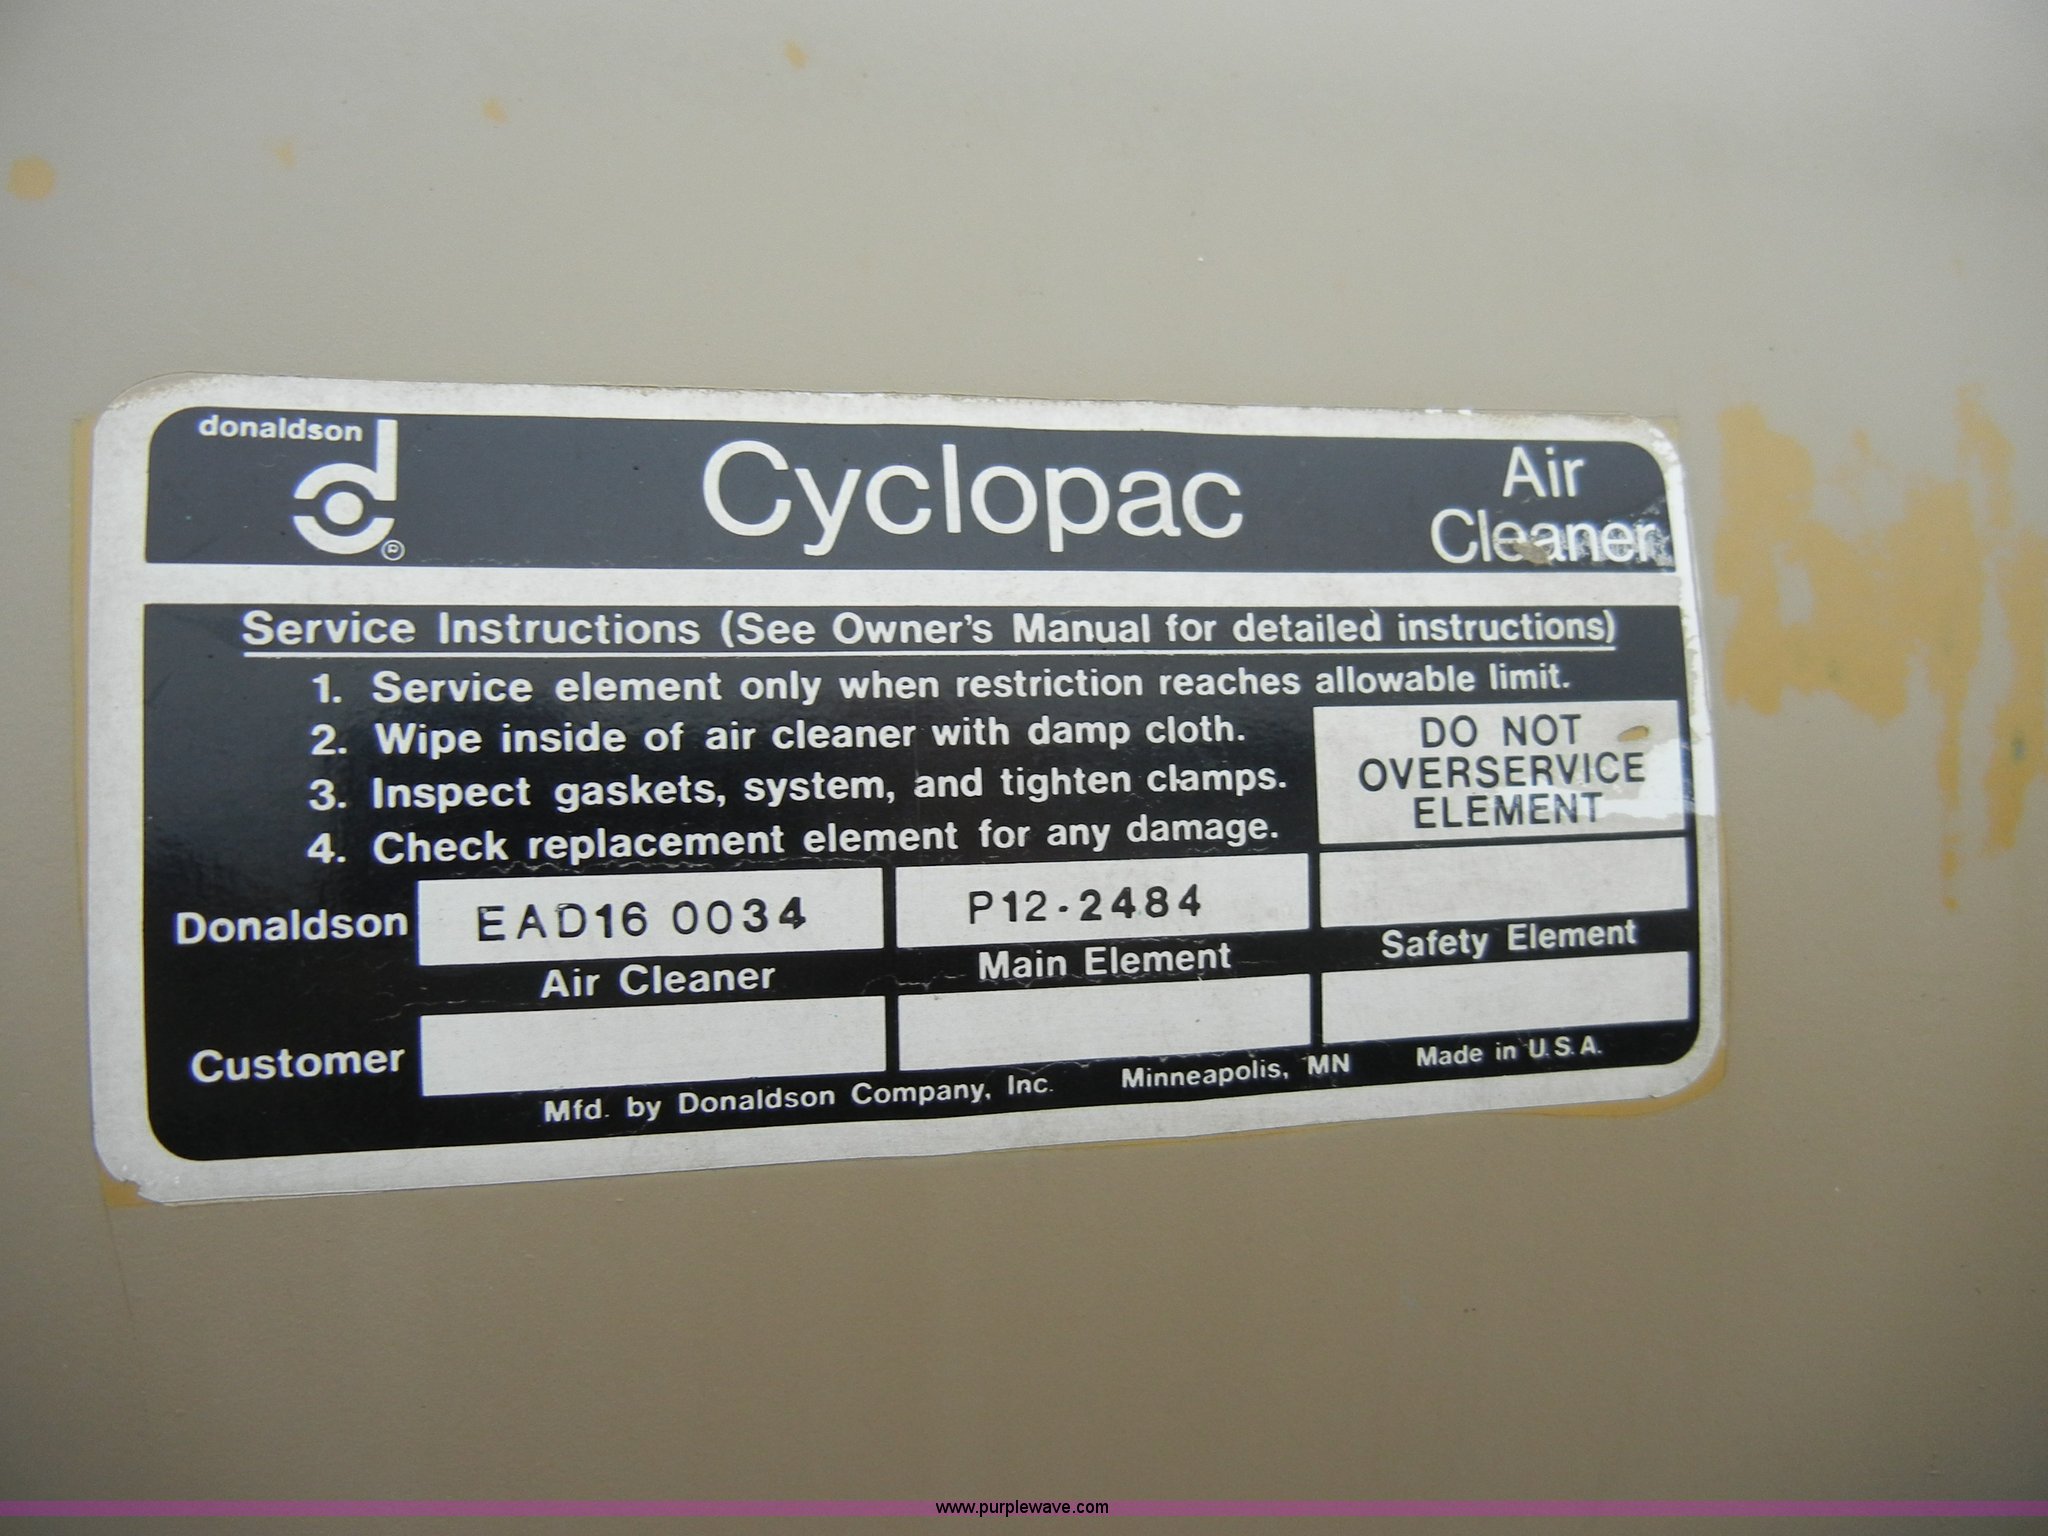 donaldson
d
®
Cyclopac
Air
Cleaner
Service Instructions (See Owner's Manual for detailed instructions)
1. Service element only when restriction reaches allowable limit.
2. Wipe inside of air cleaner with damp cloth.
3. Inspect gaskets, system, and tighten clamps.
4. Check replacement element for any damage.
DO NOT
OVERSERVICE
ELEMENT
Donaldson EAD16 0034 P12-2484
Air Cleaner Main Element Safety Element
Customer
Mfd. by Donaldson Company, Inc. Minneapolis, MN Made in U.S.A.
www.purplewave.com